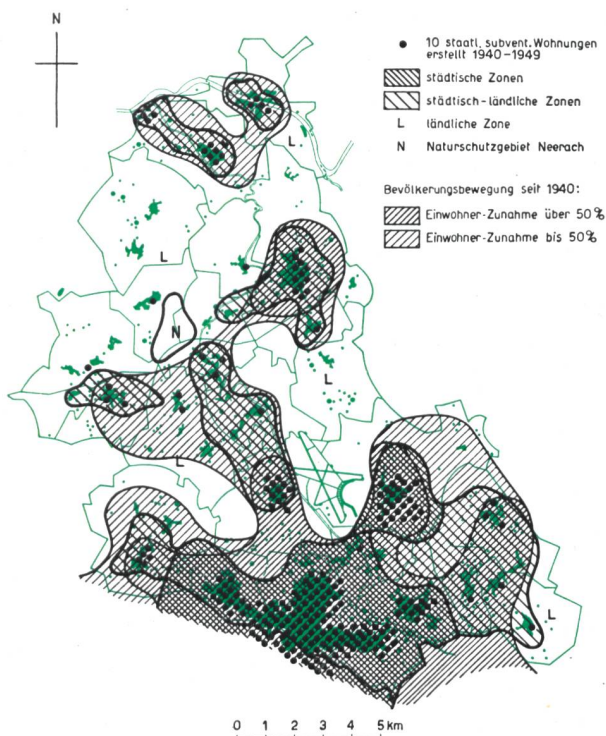 N
10 staatl. subvent. Wohnungen
erstellt 1940–1949
städtische Zonen
städtisch-ländliche Zonen
L ländliche Zone
N Naturschutzgebiet Neerach
Bevölkerungsbewegung seit 1940:
Einwohner-Zunahme über 50%
Einwohner-Zunahme bis 50%
L
L
N
L
L
L
0 1 2 3 4 5 km